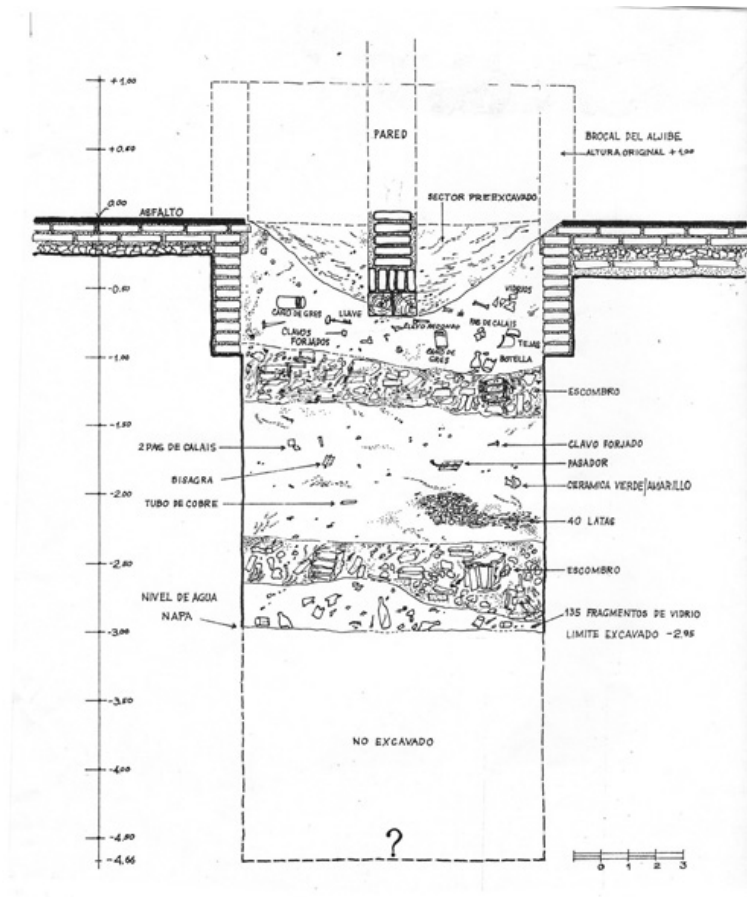 +1,00
PARED
BROCAL DEL ALJIBE
ALTURA ORIGINAL +1,00
+0,50
SECTOR PREEXCAVADO
0,00
ASFALTO
-0,50
VIDRIOS
CAÑO DE GRES
LLAVE
CLAVO REDONDO
PAG DE CALAIS
CLAVOS
FORJADOS
TEJAS
CAÑO DE
GRES
BOTELLA
-1,00
ESCOMBRO
-1,50
2 PAG DE CALAIS
CLAVO FORJADO
BISAGRA
PASADOR
CERAMICA VERDE/AMARILLO
-2,00
TUBO DE COBRE
40 LATAS
-2,50
ESCOMBRO
NIVEL DE AGUA
NAPA
135 FRAGMENTOS DE VIDRIO
-3,00
LIMITE EXCAVADO -2,95
-3,50
NO EXCAVADO
-4,00
-4,50
?
-4,66
0 1 2 3